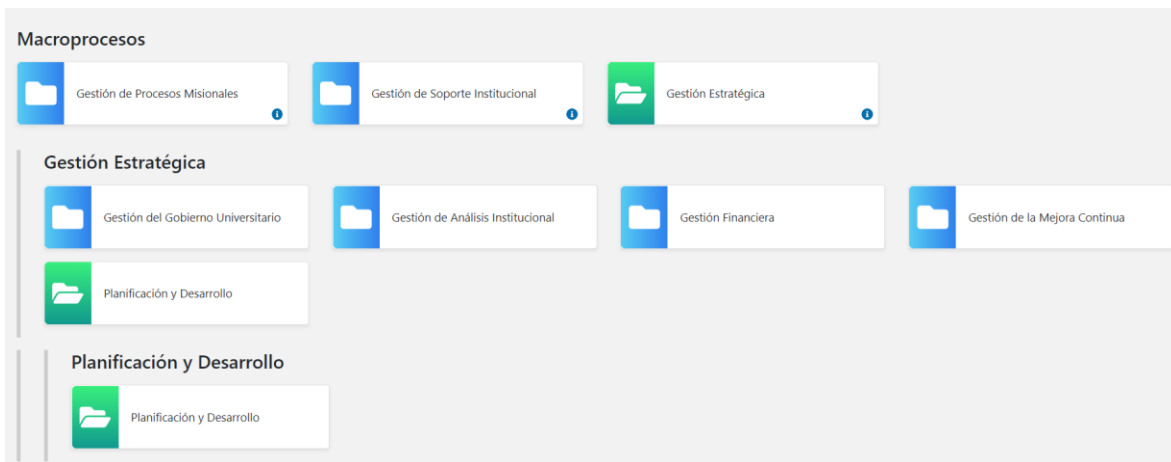 Macroprocesos
Gestión de Procesos Misionales
Gestión de Soporte Institucional
Gestión Estratégica
Gestión Estratégica
Gestión del Gobierno Universitario
Gestión de Análisis Institucional
Gestión Financiera
Gestión de la Mejora Continua
Planificación y Desarrollo
Planificación y Desarrollo
Planificación y Desarrollo